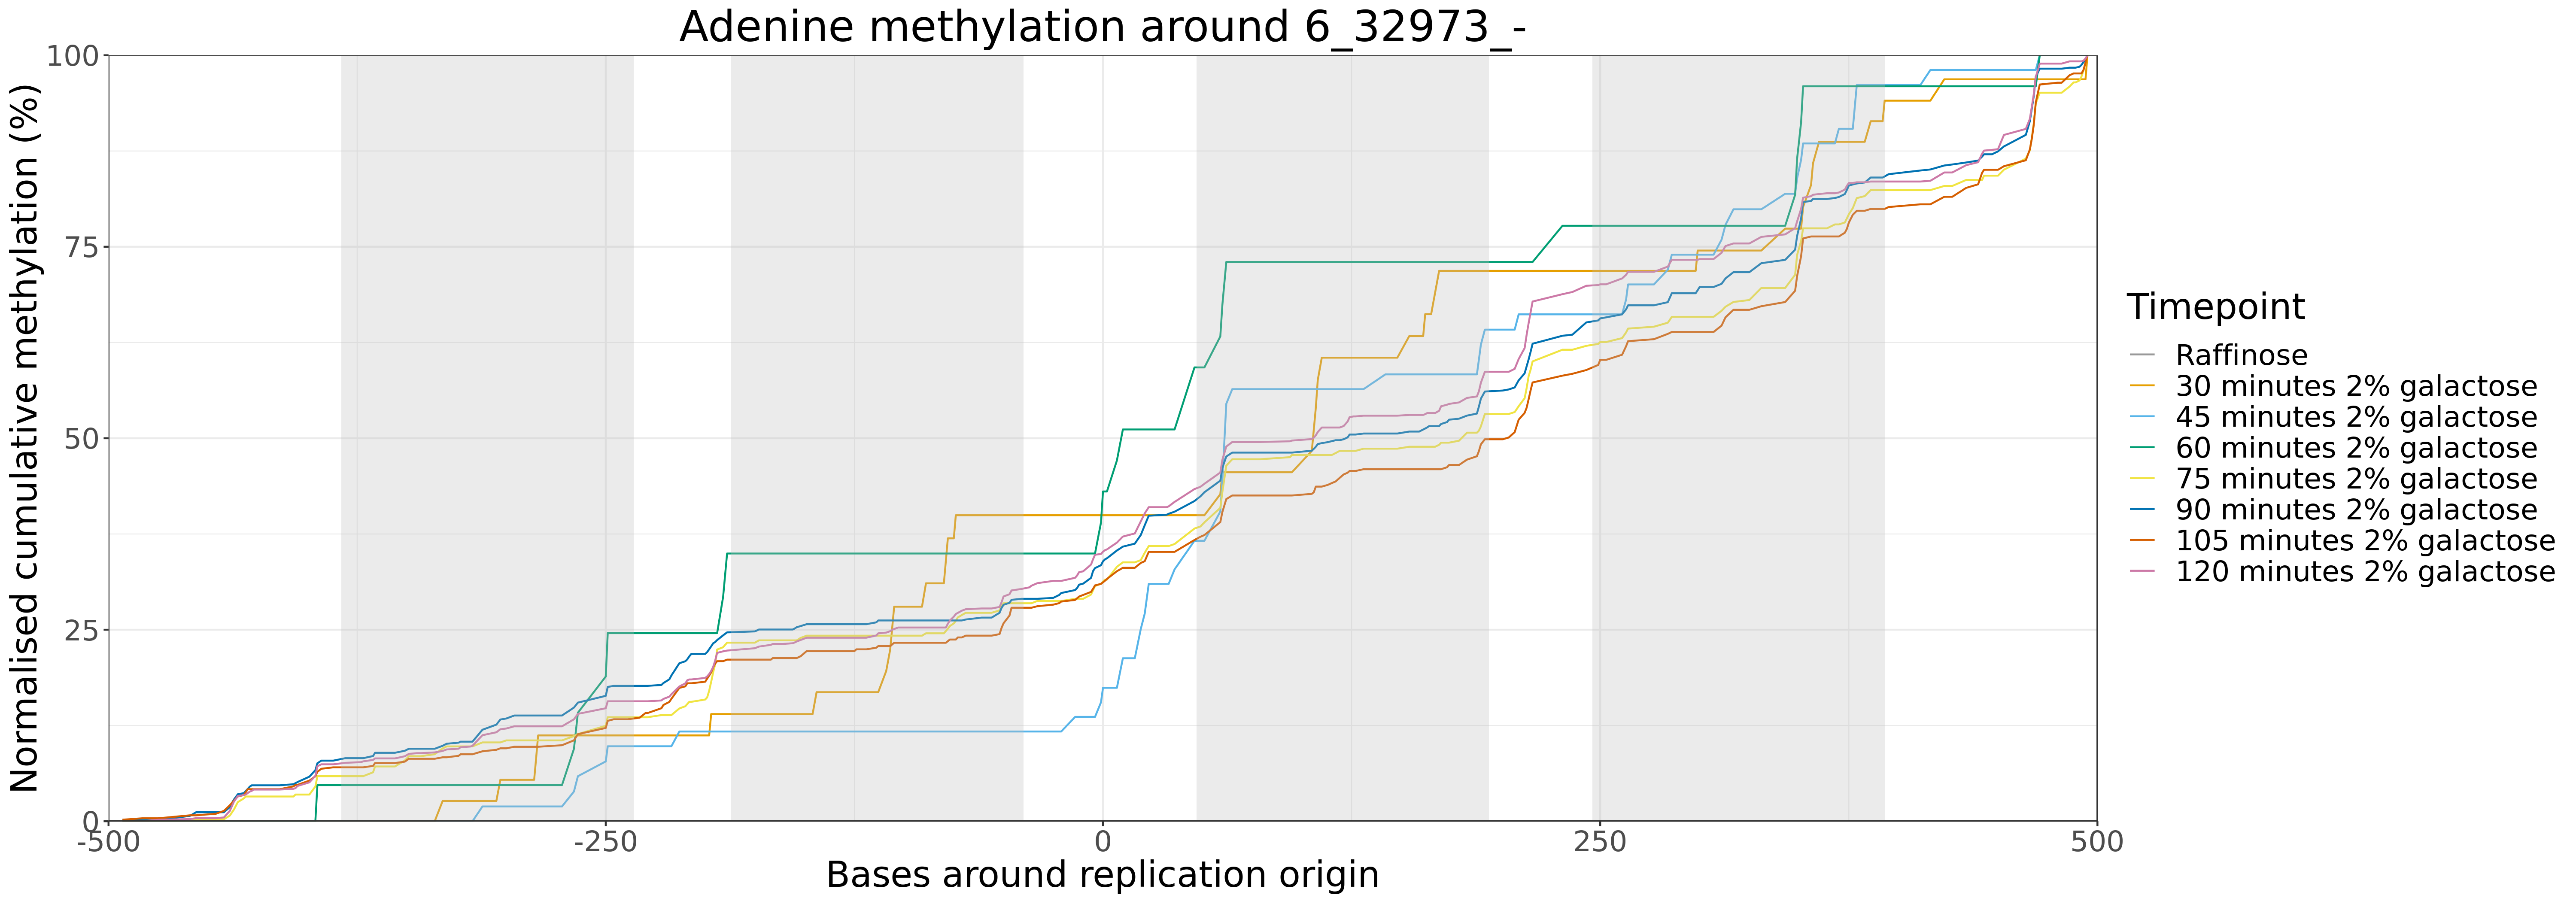 Adenine methylation around 6_32973_-
Normalised cumulative methylation (%)
100
75
50
25
0
-500
-250
0
250
500
Bases around replication origin
Timepoint
Raffinose
30 minutes 2% galactose
45 minutes 2% galactose
60 minutes 2% galactose
75 minutes 2% galactose
90 minutes 2% galactose
105 minutes 2% galactose
120 minutes 2% galactose